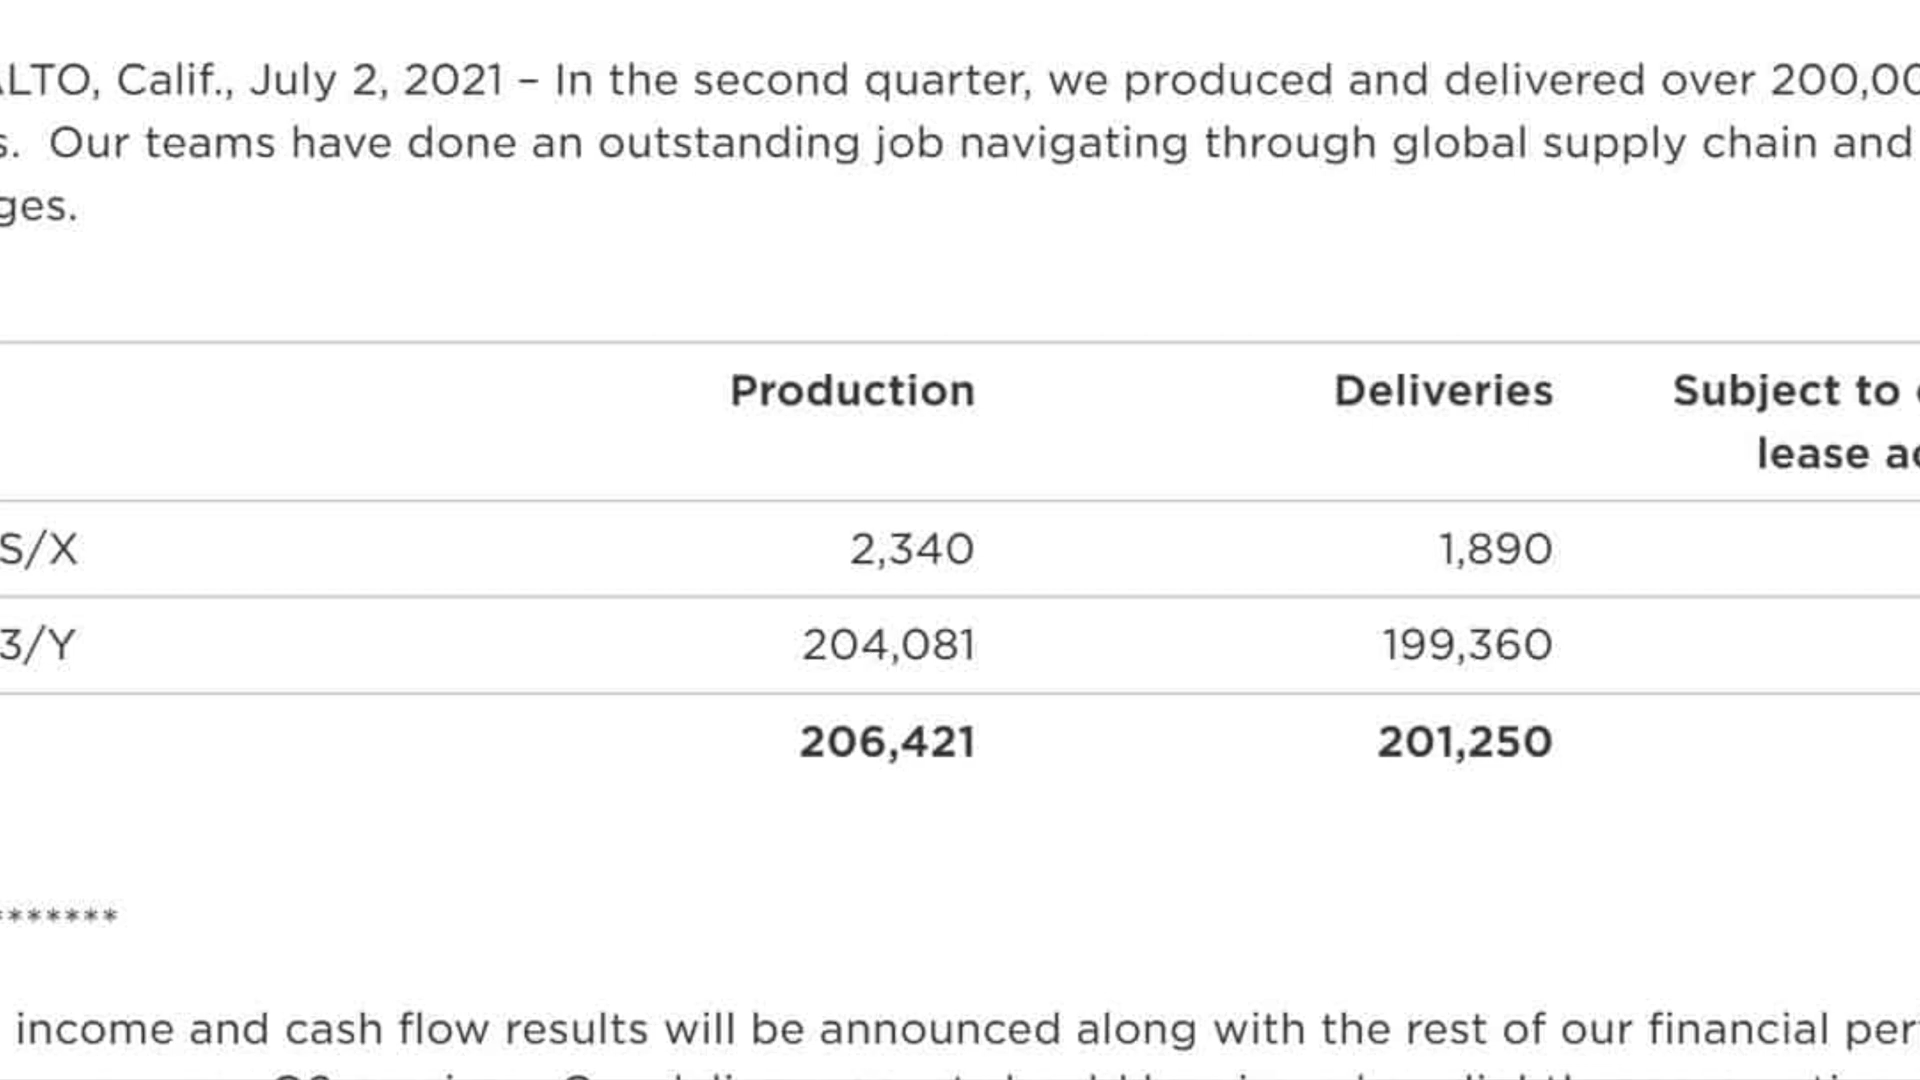 ALTO, Calif., July 2, 2021 – In the second quarter, we produced and delivered over 200,00
s. Our teams have done an outstanding job navigating through global supply chain and
ges.
Production Deliveries Subject to
lease
S/X 2,340 1,890
3/Y 204,081 199,360
206,421 201,250
*******
income and cash flow results will be announced along with the rest of our financial per